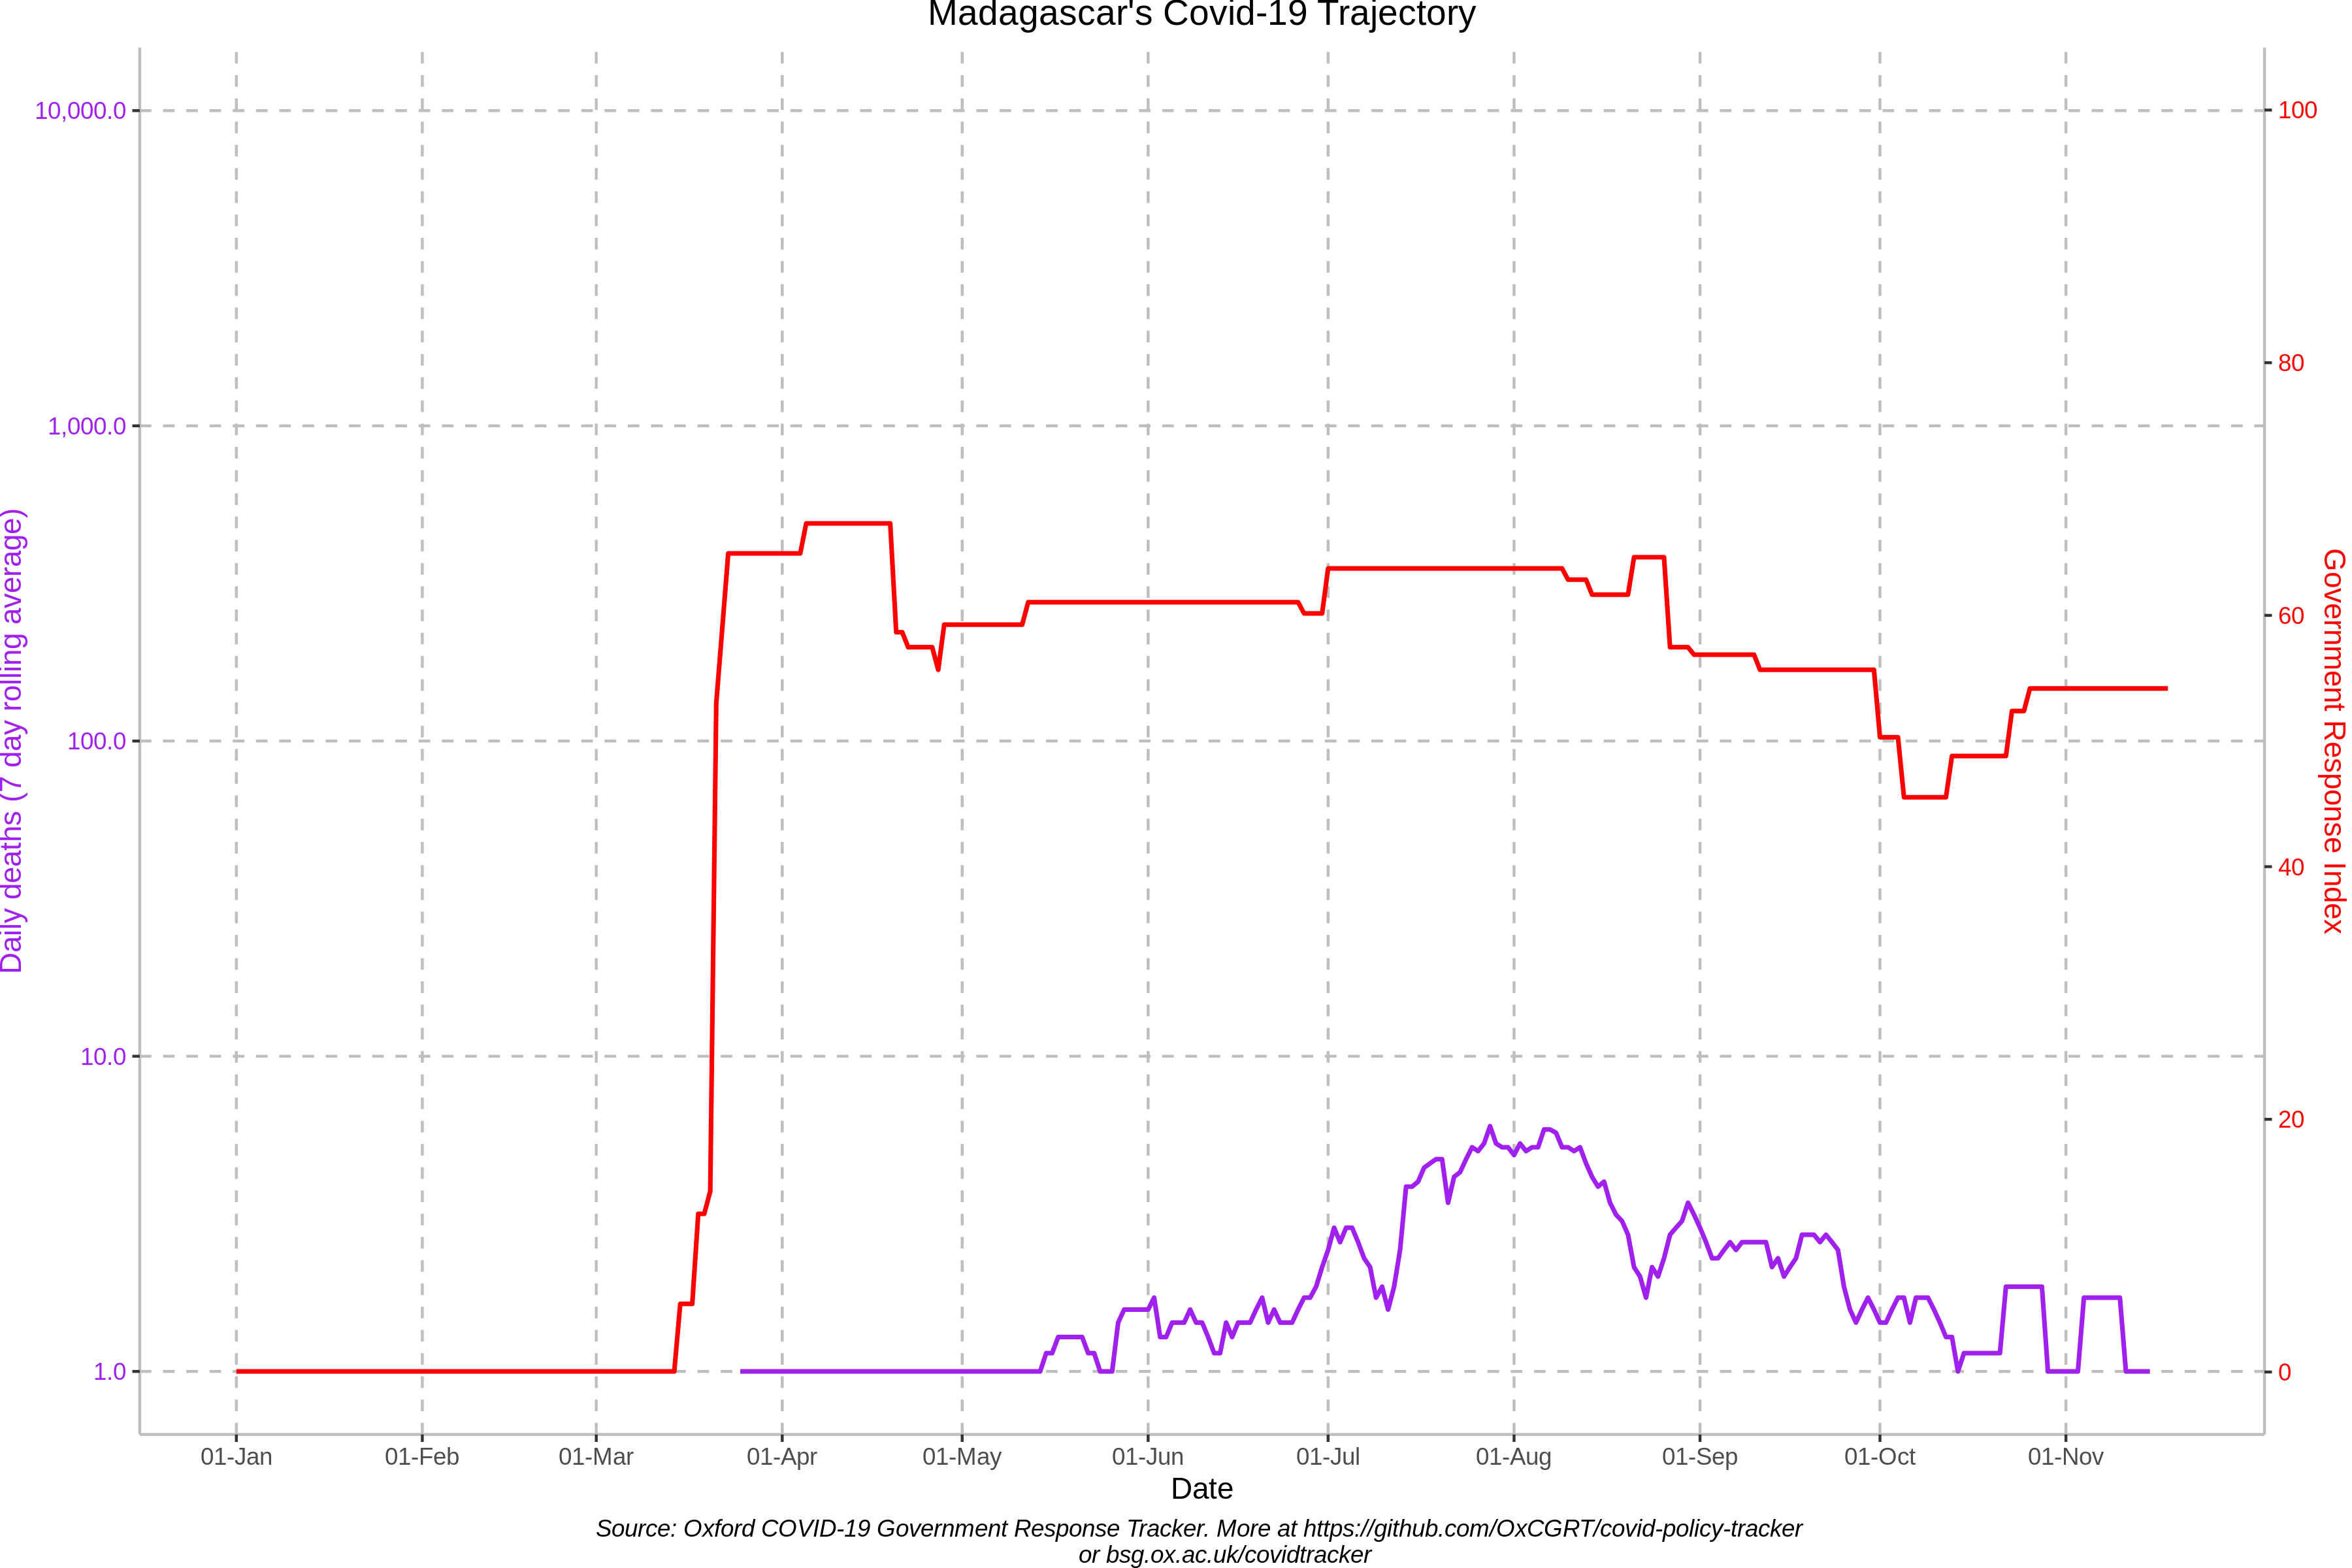 Madagascar's Covid-19 Trajectory
10,000.0
1,000.0
100.0
10.0
1.0
Daily deaths (7 day rolling average)
100
80
60
40
20
0
Government Response Index
01-Jan 01-Feb 01-Mar 01-Apr 01-May 01-Jun 01-Jul 01-Aug 01-Sep 01-Oct 01-Nov
Date
Source: Oxford COVID-19 Government Response Tracker. More at https://github.com/OxCGRT/covid-policy-tracker
or bsg.ox.ac.uk/covidtracker